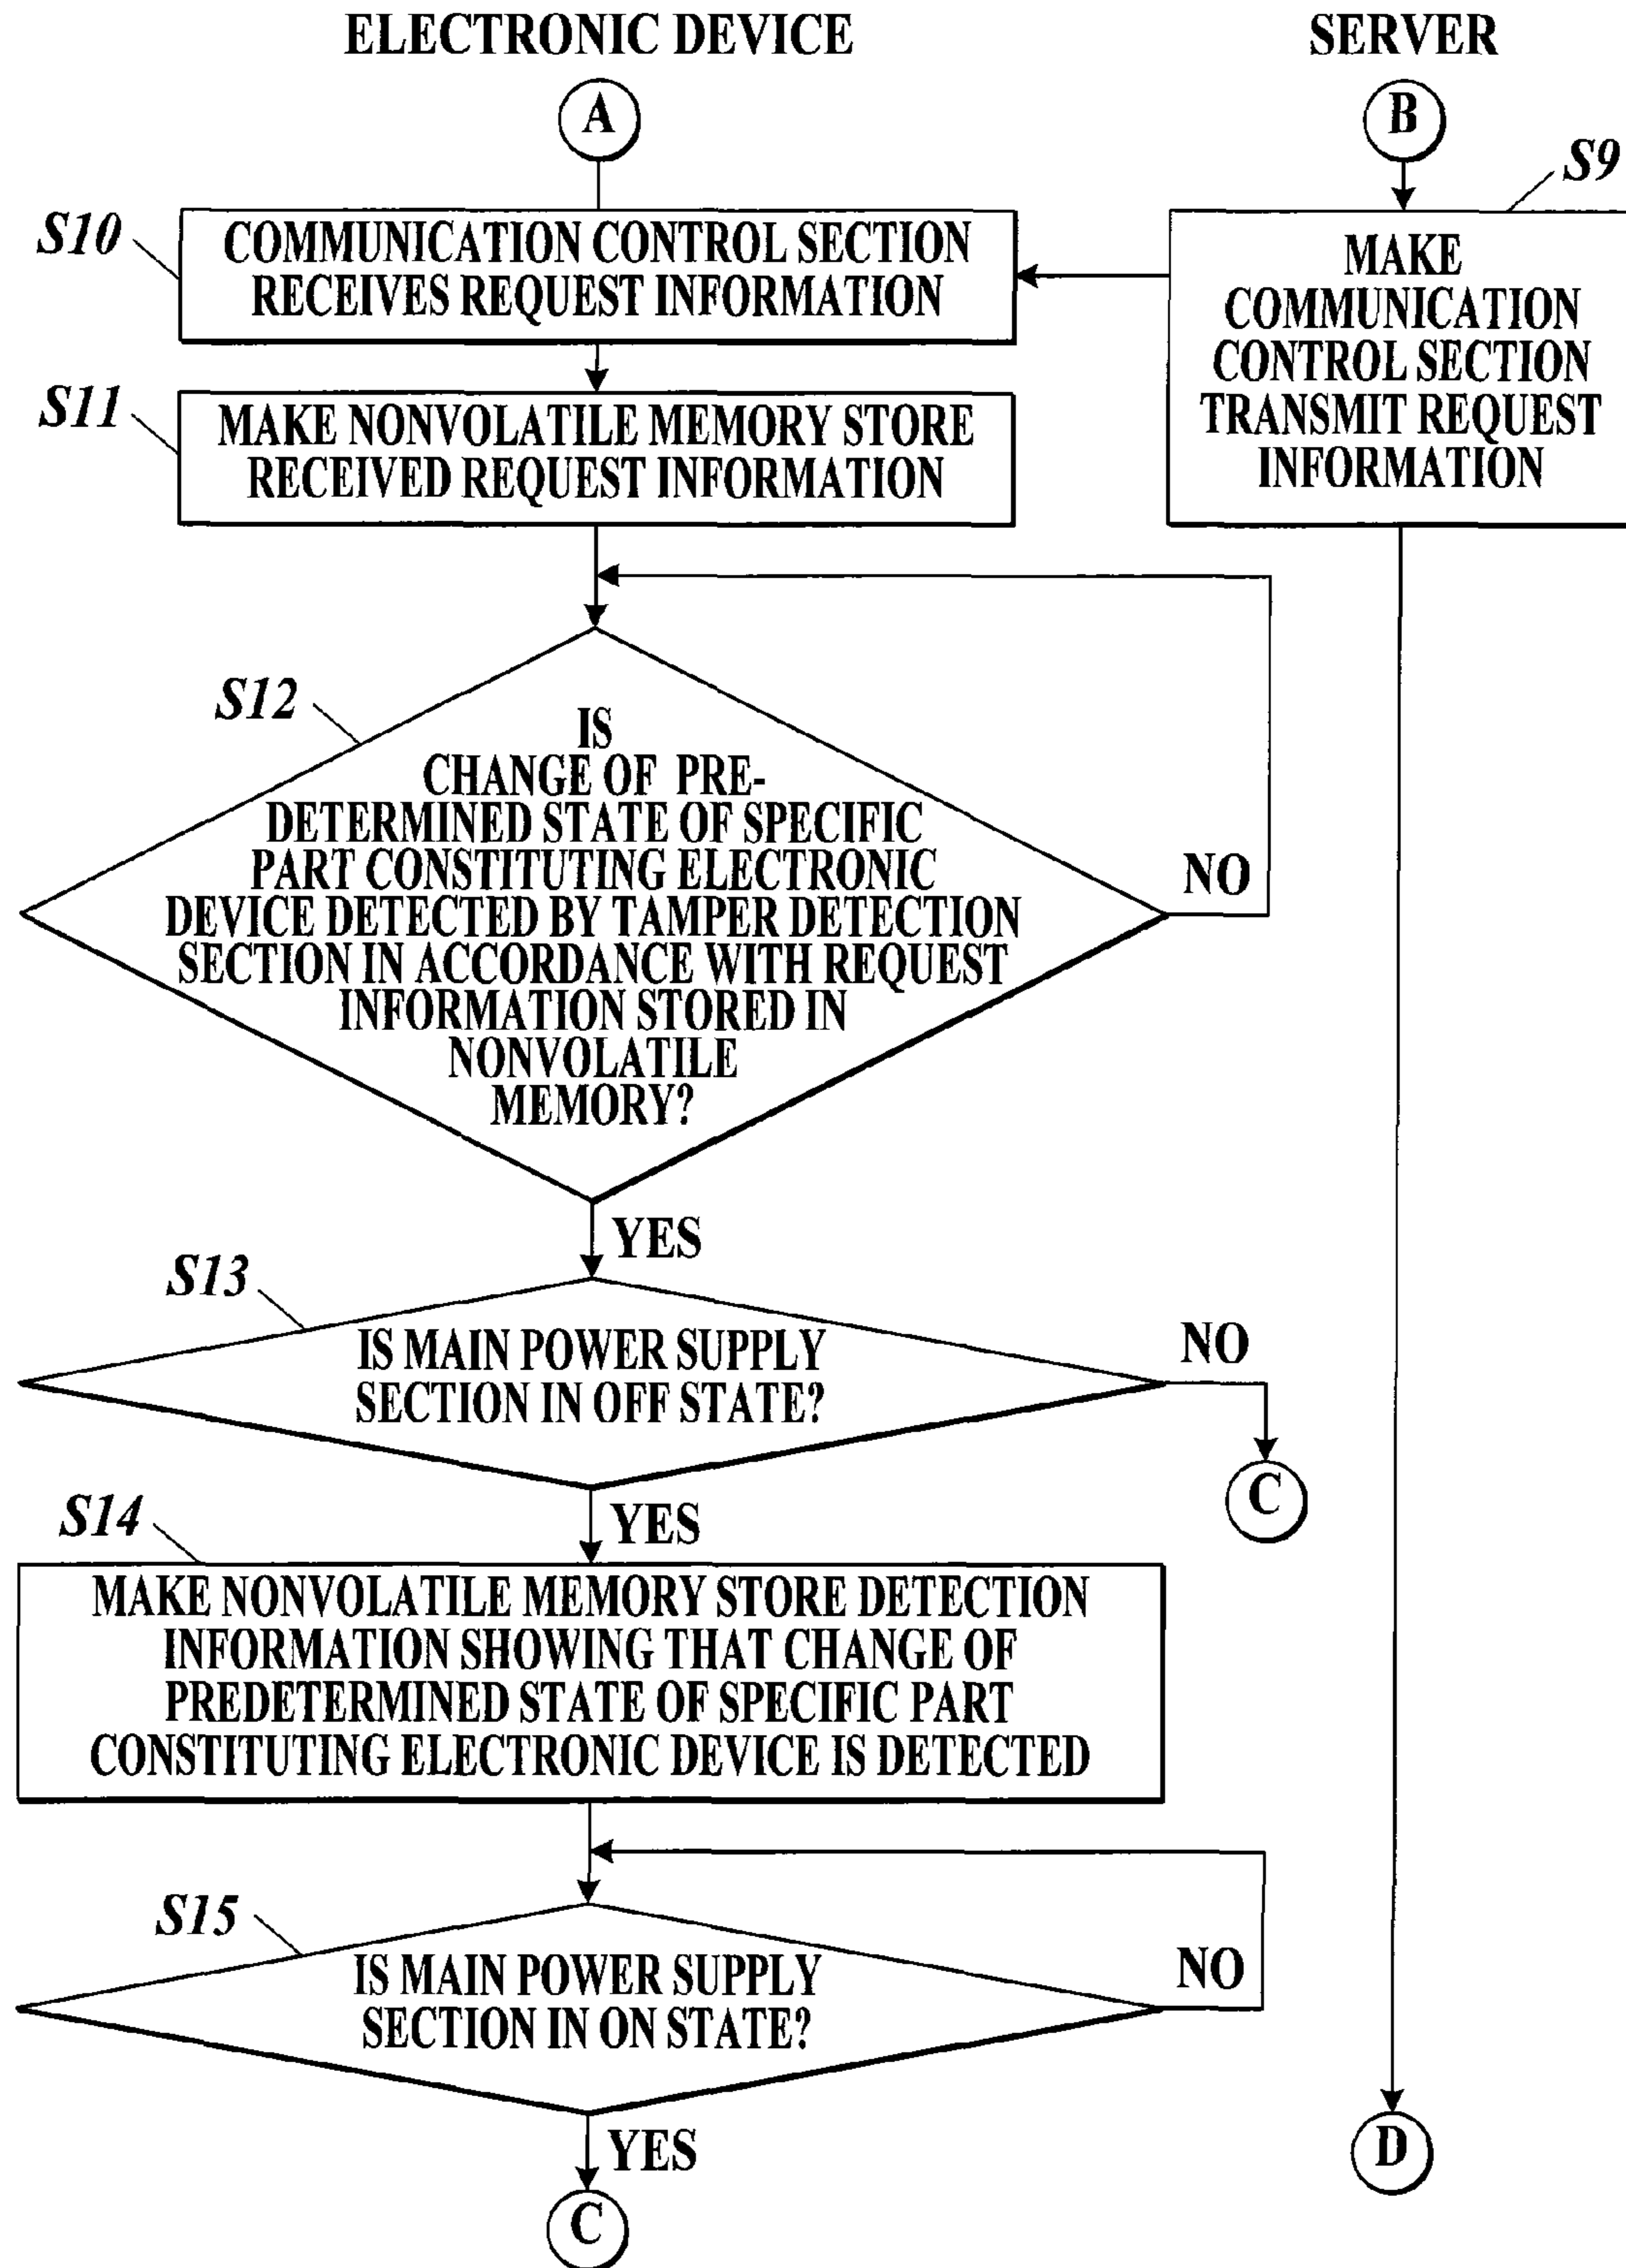 ELECTRONIC DEVICE
SERVER
A
B
S9
S10
COMMUNICATION CONTROL SECTION
RECEIVES REQUEST INFORMATION
MAKE
COMMUNICATION
CONTROL SECTION
TRANSMIT REQUEST
INFORMATION
S11
MAKE NONVOLATILE MEMORY STORE
RECEIVED REQUEST INFORMATION
S12
IS
CHANGE OF PRE-
DETERMINED STATE OF SPECIFIC
PART CONSTITUTING ELECTRONIC
DEVICE DETECTED BY TAMPER DETECTION
SECTION IN ACCORDANCE WITH REQUEST
INFORMATION STORED IN
NONVOLATILE
MEMORY?
NO
YES
S13
IS MAIN POWER SUPPLY
SECTION IN OFF STATE?
NO
C
YES
S14
MAKE NONVOLATILE MEMORY STORE DETECTION
INFORMATION SHOWING THAT CHANGE OF
PREDETERMINED STATE OF SPECIFIC PART
CONSTITUTING ELECTRONIC DEVICE IS DETECTED
S15
IS MAIN POWER SUPPLY
SECTION IN ON STATE?
NO
YES
C
D